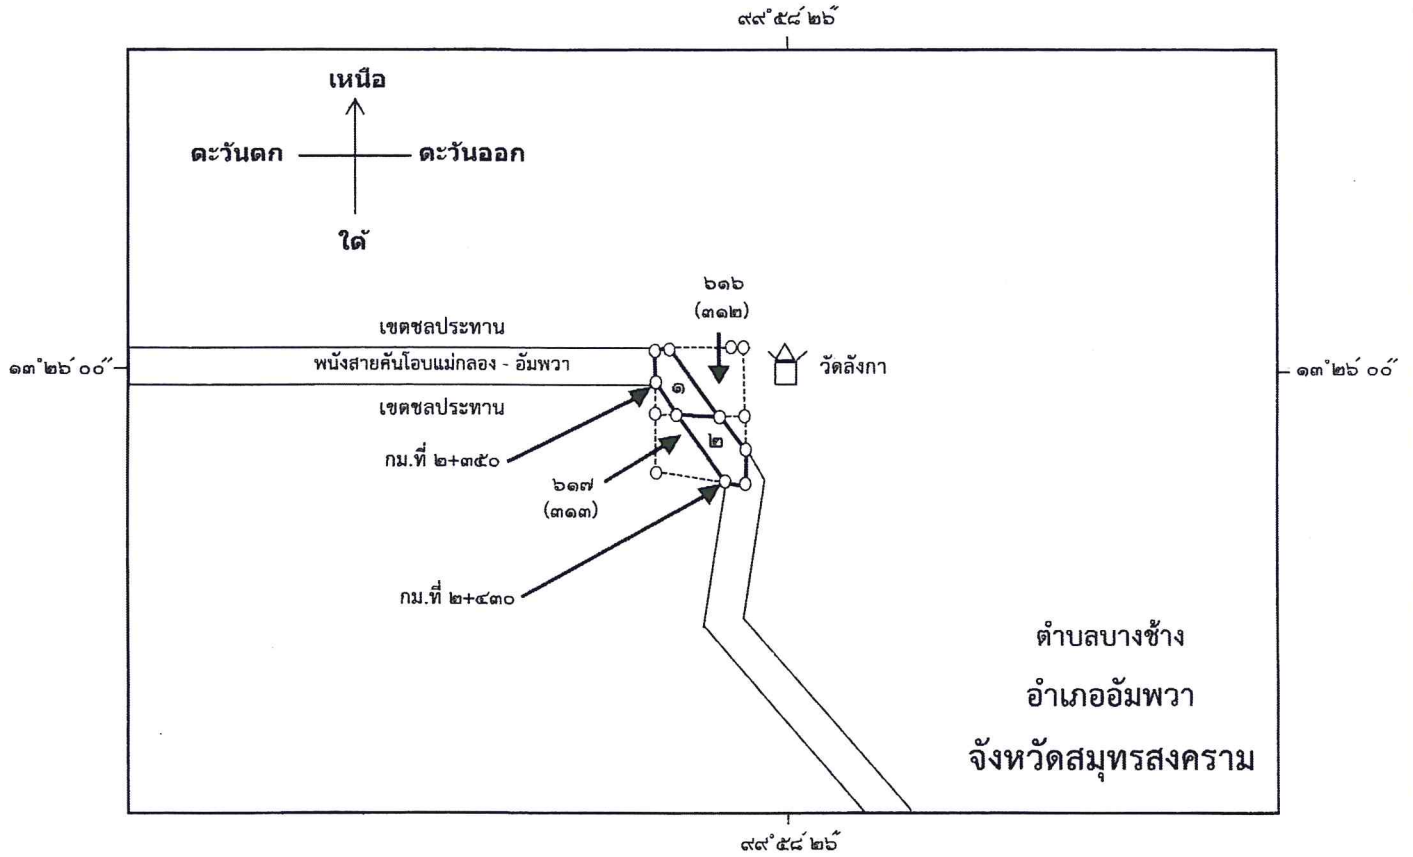 ๙๙° ๕๘′ ๒๖″
เหนือ
ตะวันตก
ตะวันออก
ใต้
๖๑๖
(๓๑๒)
เขตชลประทาน
๑๓° ๒๖′ ๐๐″
พนังสายคันโอบแม่กลอง - อัมพวา
วัดลังกา
๑๓° ๒๖′ ๐๐″
๑
เขตชลประทาน
๒
กม.ที่ ๒+๓๕๐
๖๑๗
(๓๑๓)
กม.ที่ ๒+๔๓๐
ตำบลบางช้าง
อำเภออัมพวา
จังหวัดสมุทรสงคราม
๙๙° ๕๘′ ๒๖″